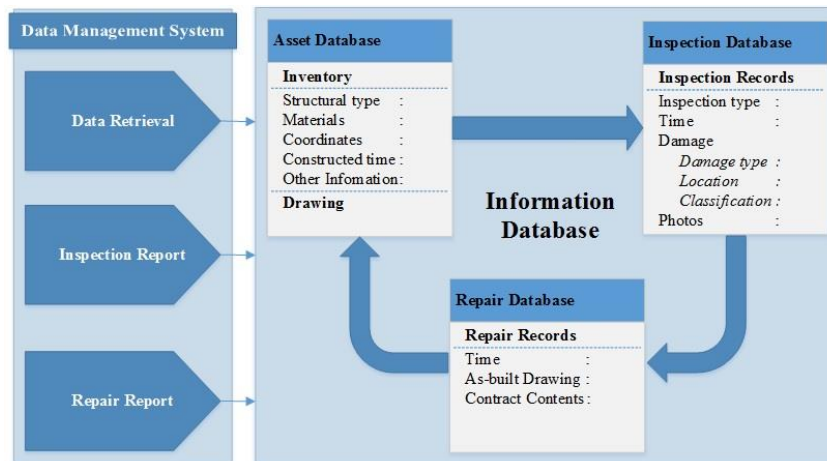 Data Management System
Data Retrieval
Inspection Report
Repair Report
Asset Database
Inventory
Structural type :
Materials :
Coordinates :
Constructed time :
Other Infomation:
Drawing
Information
Database
Inspection Database
Inspection Records
Inspection type :
Time :
Damage
Damage type :
Location :
Classification :
Photos :
Repair Database
Repair Records
Time :
As-built Drawing :
Contract Contents :